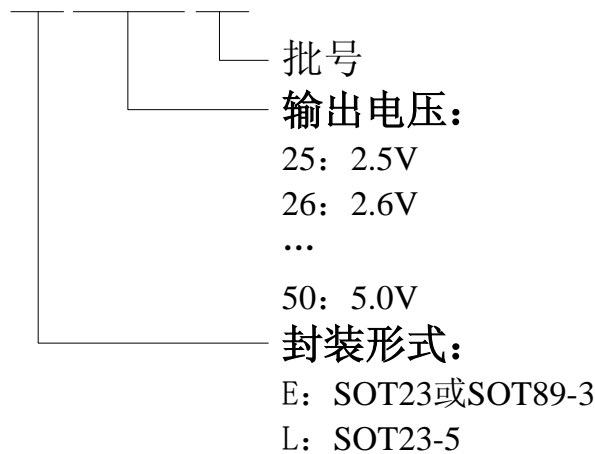 批号
输出电压：
25：2.5V
26：2.6V
…
50：5.0V
封装形式：
E：SOT23或SOT89-3
L：SOT23-5